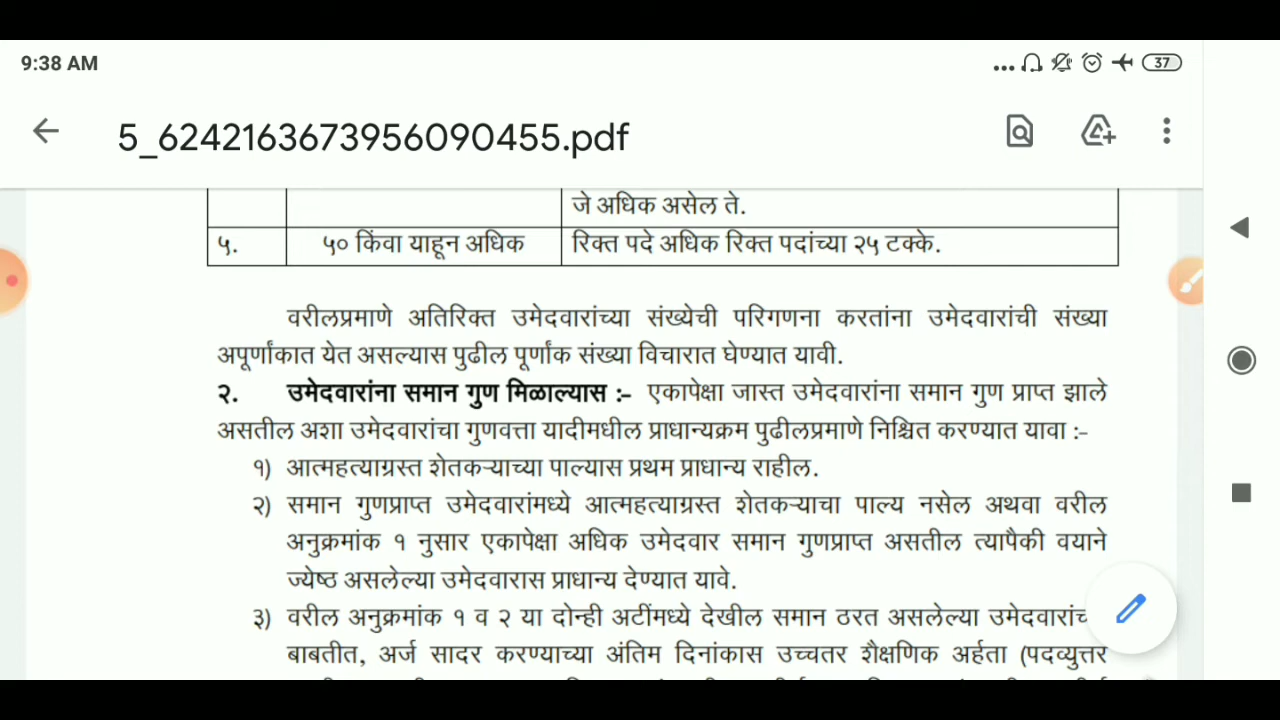 9:38 AM
37
5_6242163673956090455.pdf
जे अधिक असेल ते.
५. ५० किंवा याहून अधिक रिक्त पदे अधिक रिक्त पदांच्या २५ टक्के.
वरीलप्रमाणे अतिरिक्त उमेदवारांच्या संख्येची परिगणना करतांना उमेदवारांची संख्या
अपूर्णांकात येत असल्यास पुढील पूर्णांक संख्या विचारात घेण्यात यावी.
२. उमेदवारांना समान गुण मिळाल्यास :- एकापेक्षा जास्त उमेदवारांना समान गुण प्राप्त झाले
असतील अशा उमेदवारांचा गुणवत्ता यादीमधील प्राधान्यक्रम पुढीलप्रमाणे निश्चित करण्यात यावा :-
१) आत्महत्याग्रस्त शेतकऱ्याच्या पाल्यास प्रथम प्राधान्य राहील.
२) समान गुणप्राप्त उमेदवारांमध्ये आत्महत्याग्रस्त शेतकऱ्याचा पाल्य नसेल अथवा वरील
अनुक्रमांक १ नुसार एकापेक्षा अधिक उमेदवार समान गुणप्राप्त असतील त्यापैकी वयाने
ज्येष्ठ असलेल्या उमेदवारास प्राधान्य देण्यात यावे.
३) वरील अनुक्रमांक १ व २ या दोन्ही अटींमध्ये देखील समान ठरत असलेल्या
बाबतीत, अर्ज सादर करण्याच्या अंतिम दिनांकास उच्चतर शैक्षणिक अर्हता (पदव्युत्तर